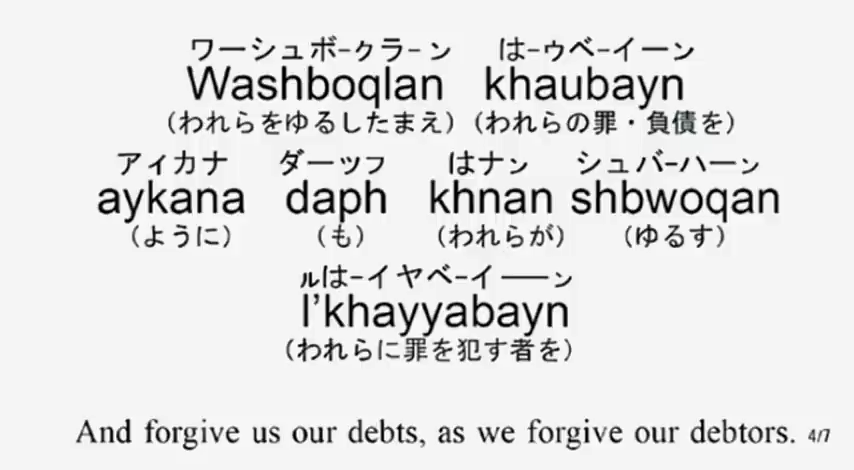 ワーシュボ-ㇰラ-ン は-ゥベ-イーン
Washboqlan khaubayn
（われらをゆるしたまえ）（われらの罪・負債を）
アィカナ ダーッフ はナン シュバ-ハーン
aykana daph khnan shbwoqan
（ように） （も） （われらが） （ゆるす）
ルは-イヤベ-イ――ン
l’khayyabayn
（われらに罪を犯す者を）
And forgive us our debts, as we forgive our debtors. 4/7